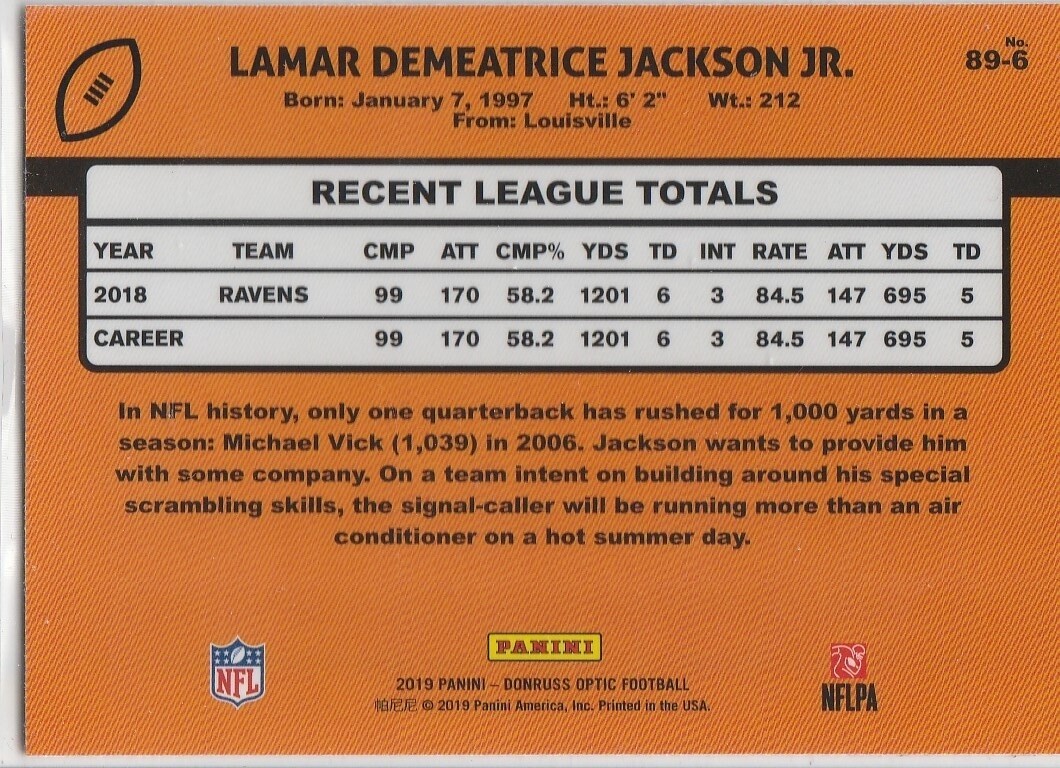 LAMAR DEMEATRICE JACKSON JR.
No.
89-6
Born: January 7, 1997 Ht.: 6' 2" Wt.: 212
From: Louisville
RECENT LEAGUE TOTALS
YEAR TEAM CMP ATT CMP% YDS TD INT RATE ATT YDS TD
2018 RAVENS 99 170 58.2 1201 6 3 84.5 147 695 5
CAREER 99 170 58.2 1201 6 3 84.5 147 695 5
In NFL history, only one quarterback has rushed for 1,000 yards in a
season: Michael Vick (1,039) in 2006. Jackson wants to provide him
with some company. On a team intent on building around his special
scrambling skills, the signal-caller will be running more than an air
conditioner on a hot summer day.
NFL
PANINI
2019 PANINI – DONRUSS OPTIC FOOTBALL
帕尼尼 © 2019 Panini America, Inc. Printed in the USA.
NFLPA